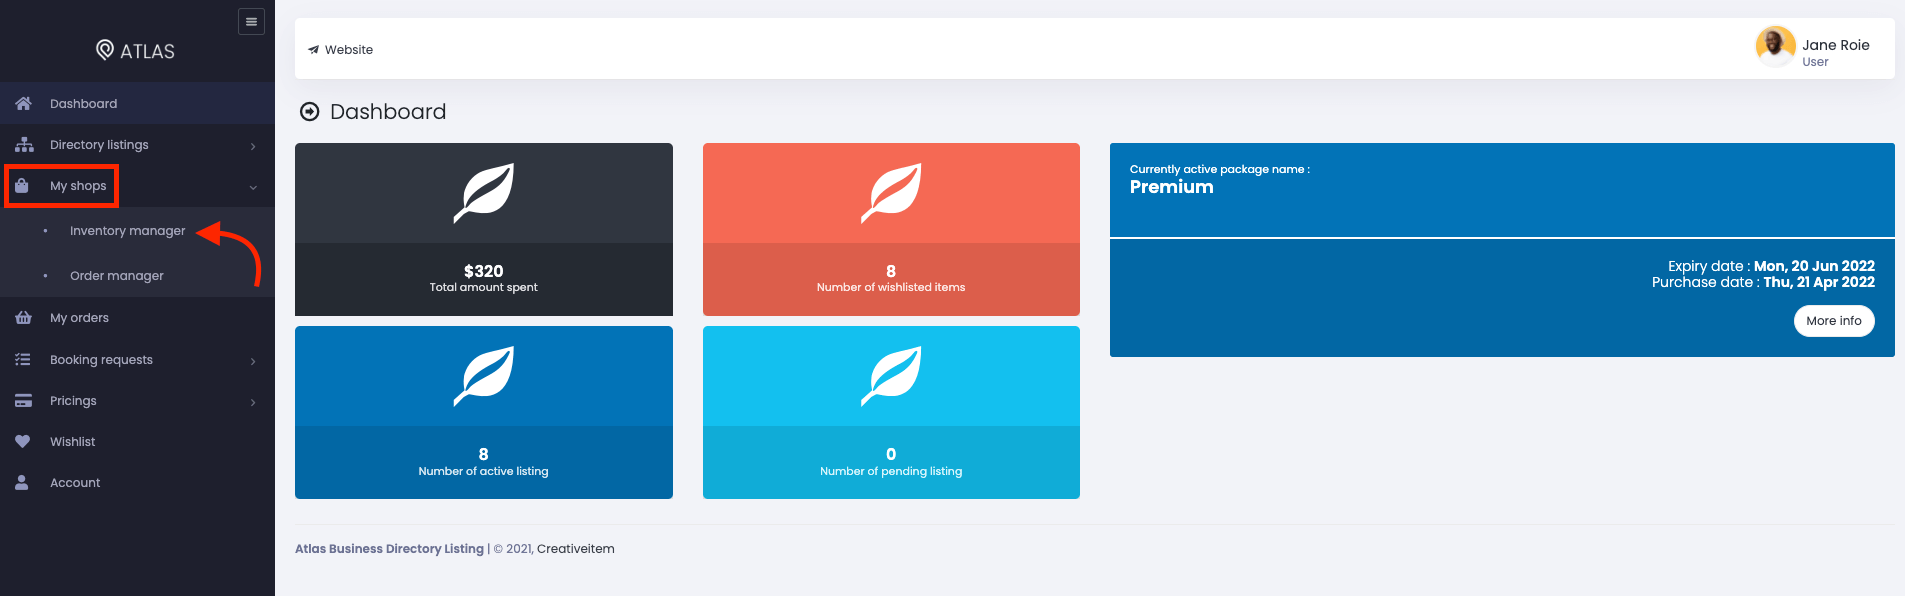 ATLAS
Dashboard
Directory listings
My shops
Inventory manager
Order manager
My orders
Booking requests
Pricings
Wishlist
Account
Website
Jane Roie
User
Dashboard
$320
Total amount spent
8
Number of wishlisted items
8
Number of active listing
0
Number of pending listing
Currently active package name :
Premium
Expiry date : Mon, 20 Jun 2022
Purchase date : Thu, 21 Apr 2022
More info
Atlas Business Directory Listing | © 2021, Creativeitem